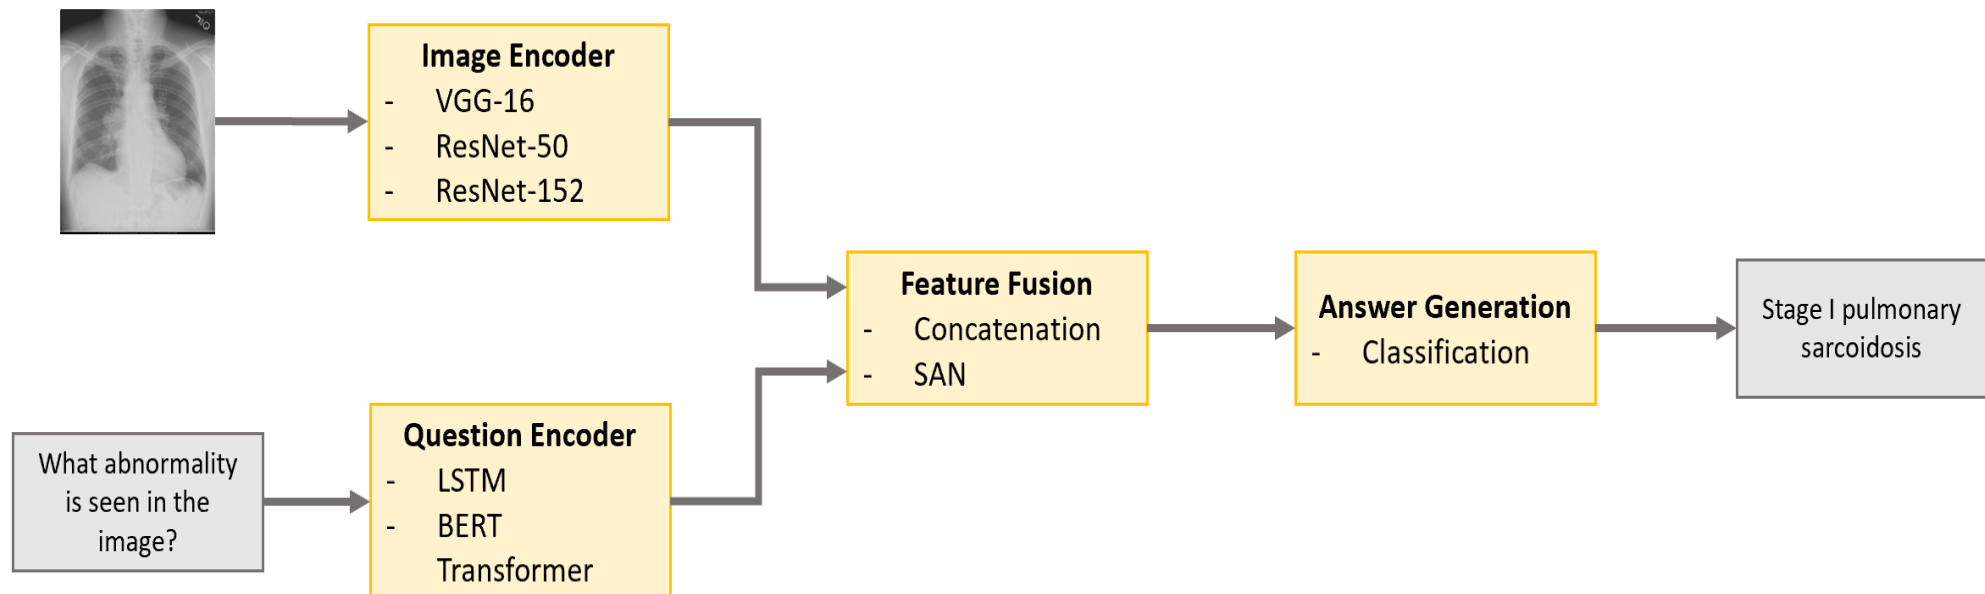 Image Encoder
- VGG-16
- ResNet-50
- ResNet-152
What abnormality
is seen in the
image?
Question Encoder
- LSTM
- BERT
Transformer
Feature Fusion
- Concatenation
- SAN
Answer Generation
- Classification
Stage I pulmonary
sarcoidosis